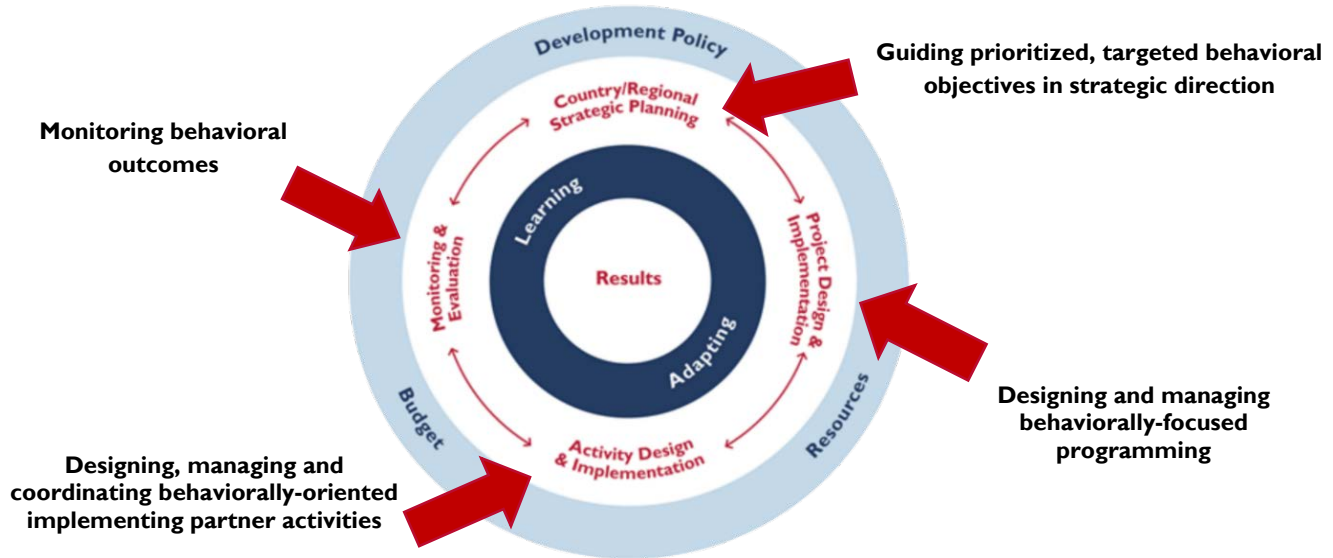 Development Policy
Guiding prioritized, targeted behavioral
objectives in strategic direction
Country/Regional
Strategic Planning
Monitoring behavioral
outcomes
Learning
Monitoring &
Evaluation
Results
Project Design &
Implementation
Adapting
Budget
Resources
Designing and managing
behaviorally-focused
programming
Activity Design
& Implementation
Designing, managing and
coordinating behaviorally-oriented
implementing partner activities